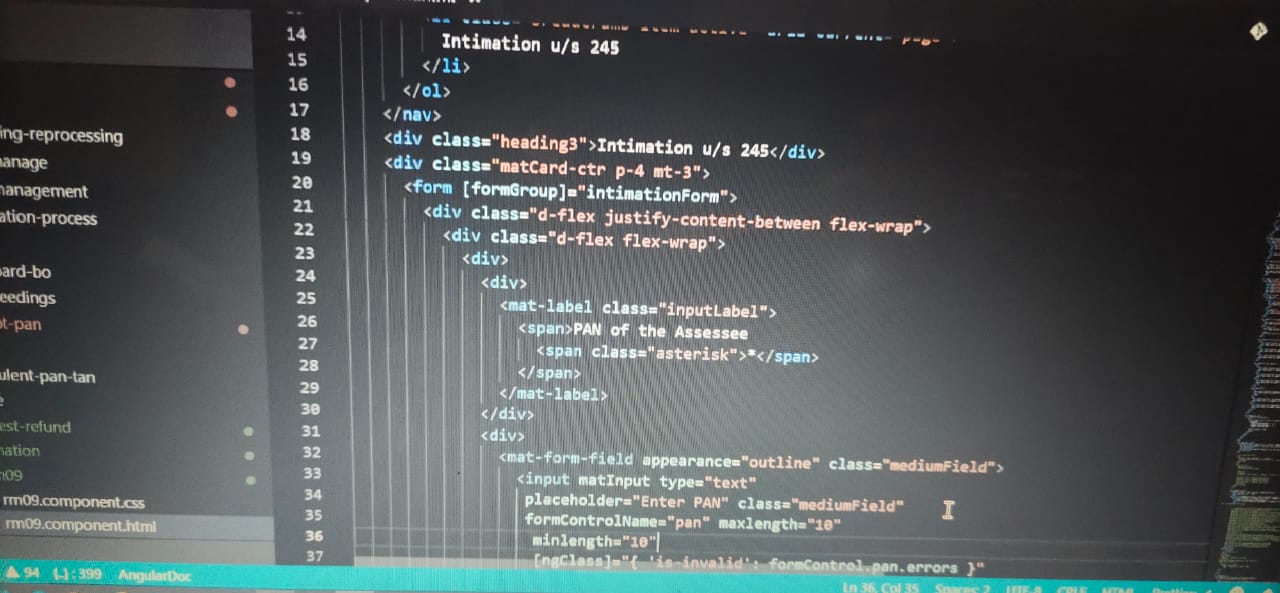 14
Intimation u/s 245
15 </li>
16 </ol>
17 </nav>
18 <div class="heading3">Intimation u/s 245</div>
19 <div class="matCard-ctr p-4 mt-3">
20 <form [formGroup]="intimationForm">
21 <div class="d-flex justify-content-between flex-wrap">
22 <div class="d-flex flex-wrap">
23 <div>
24 <div>
25 <mat-label class="inputLabel">
26 <span>PAN of the Assessee
27 <span class="asterisk">*</span>
28 </span>
29 </mat-label>
30 </div>
31 <div>
32 <mat-form-field appearance="outline" class="mediumField">
33 <input matInput type="text"
34 placeholder="Enter PAN" class="mediumField"
35 formControlName="pan" maxlength="10"
36 minlength="10"
37 [ngClass]="{ 'is-invalid': formControl.pan.errors }"
ing-reprocessing
anage
anagement
ation-process
ard-bo
eedings
t-pan
ulent-pan-tan
e
est-refund
nation
09
rm09.component.css
rm09.component.html
94 {..} : 399 AngularDoc
Ln 36, Col 35 Spaces: 2 UTF-8 CRLF HTML